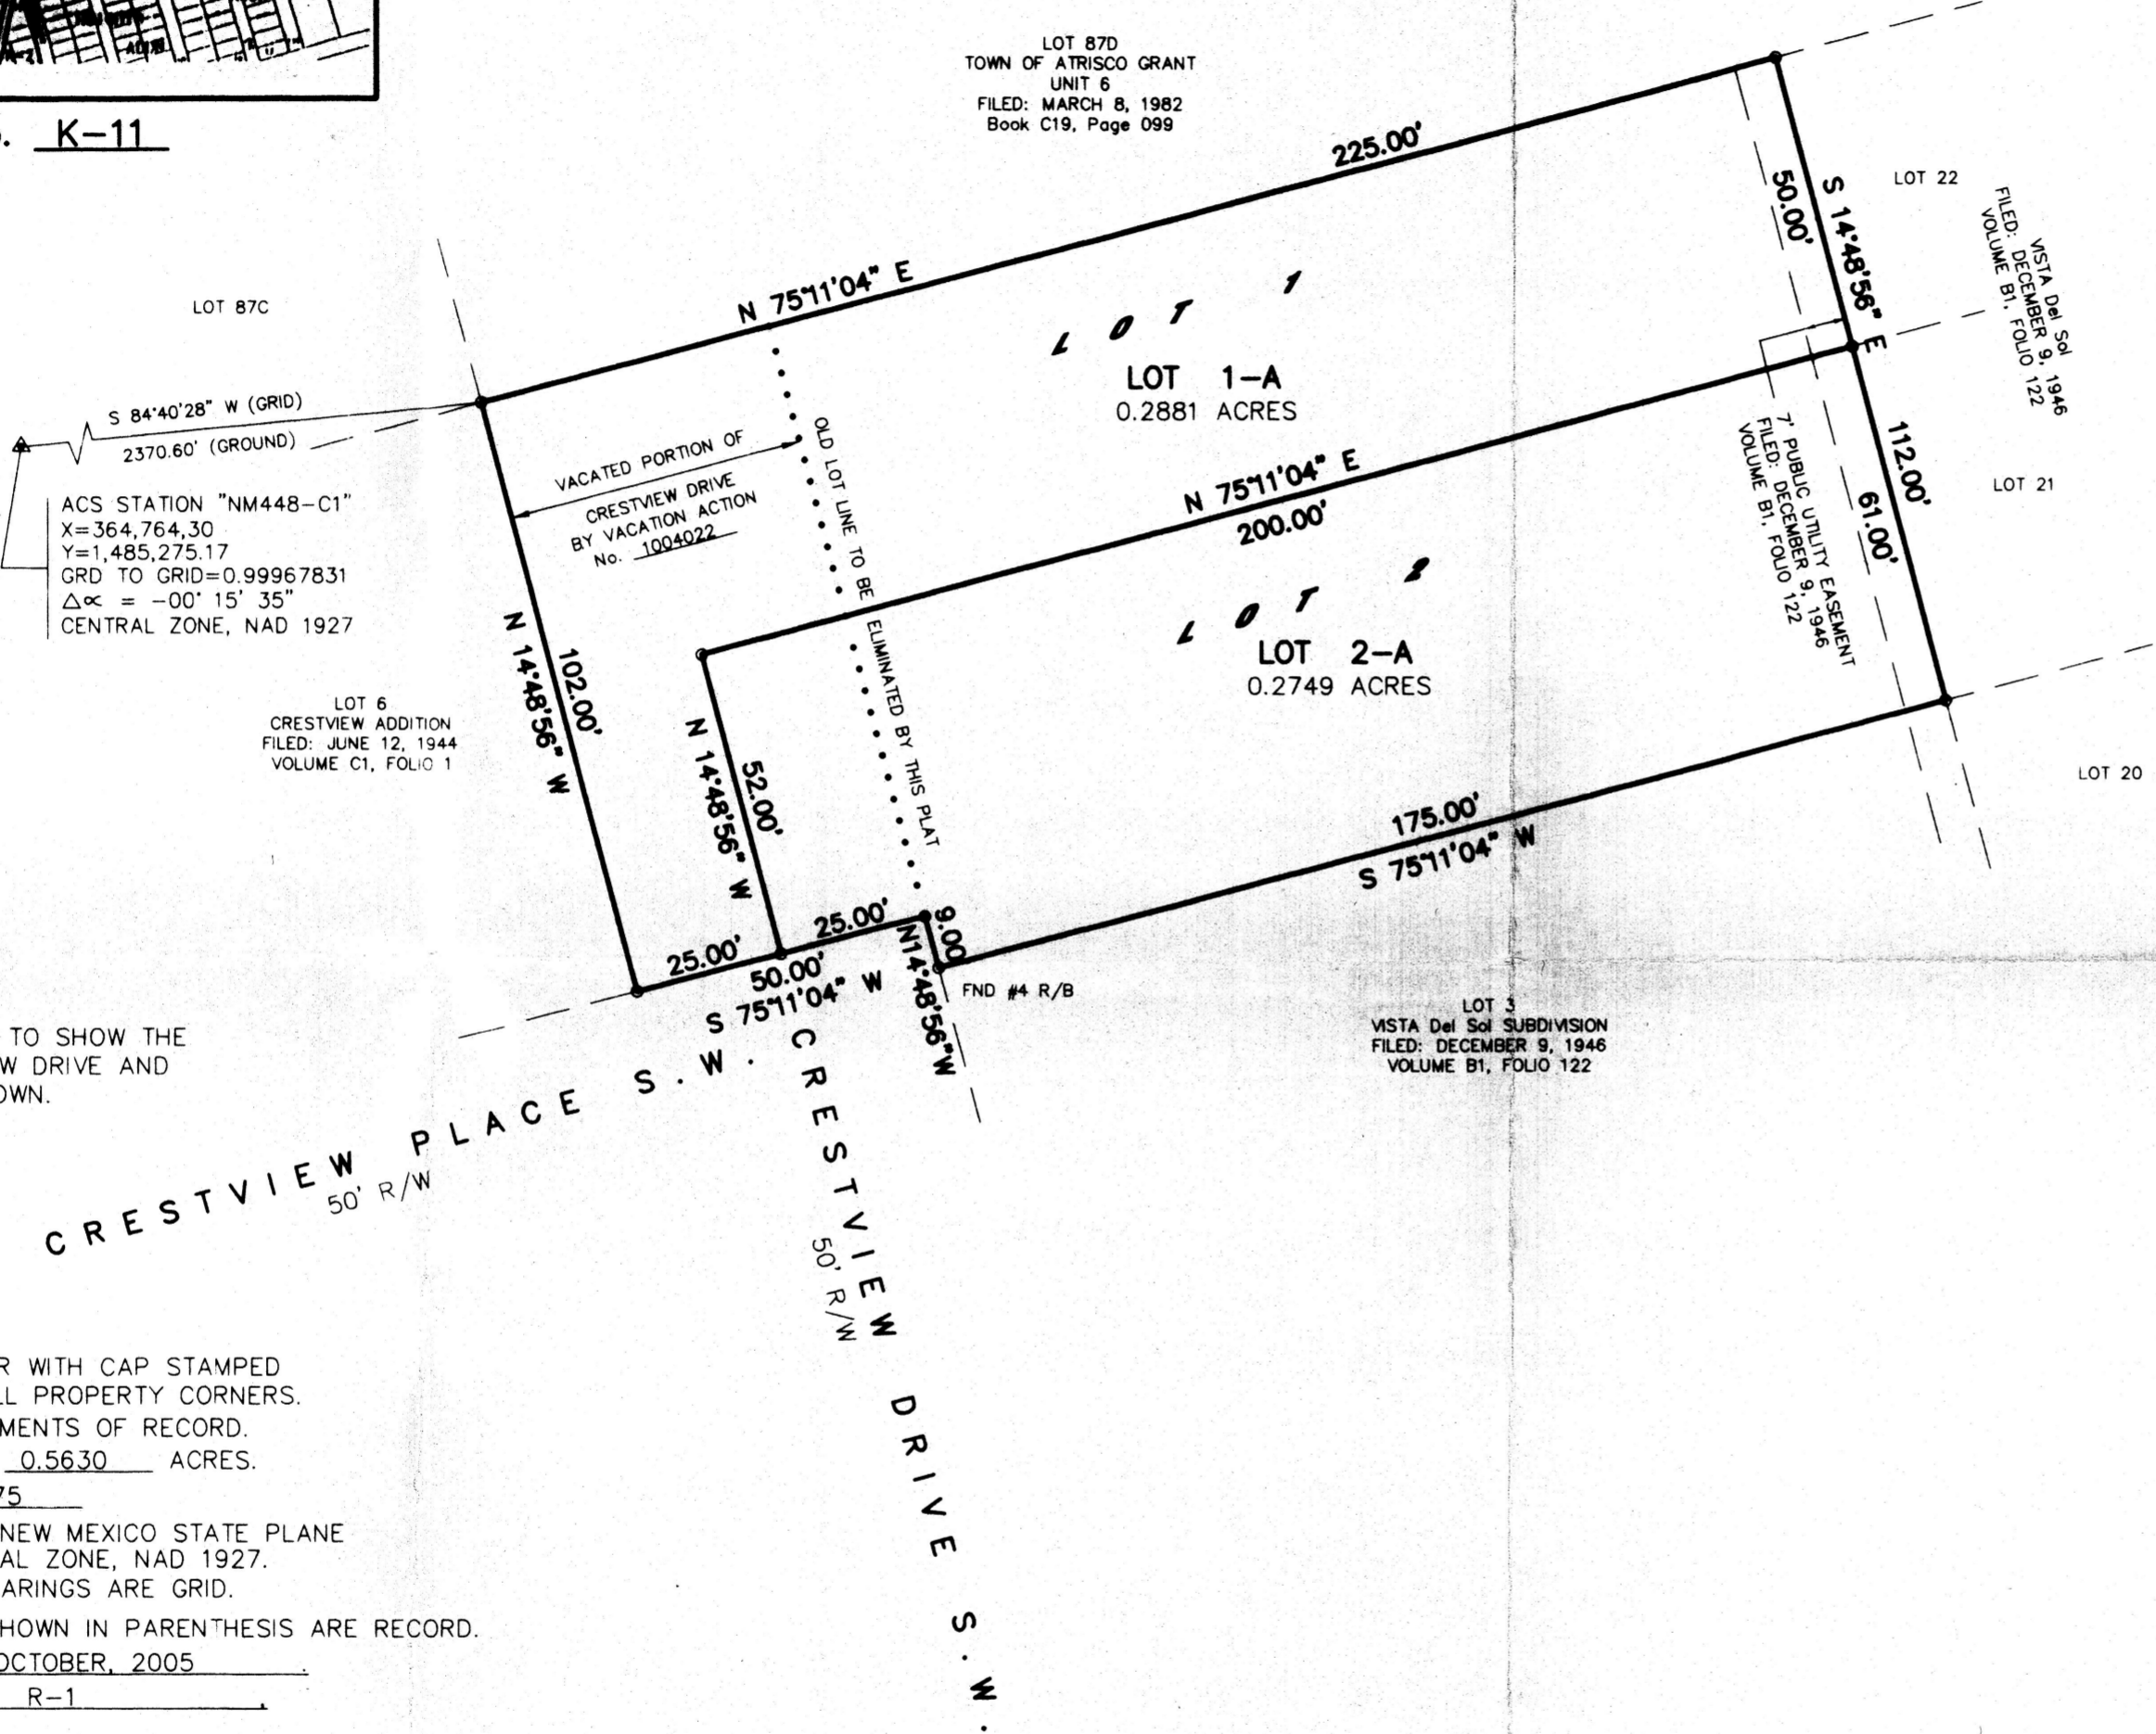 K-11
LOT 87D
TOWN OF ATRISCO GRANT
UNIT 6
FILED: MARCH 8, 1982
Book C19, Page 099
225.00'
N 75°11'04" E
50.00'
S 14°48'56" E
LOT 22
VISTA Del Sol
FILED: DECEMBER 9, 1946
VOLUME B1, FOLIO 122
LOT 87C
LOT 1
LOT 1-A
0.2881 ACRES
S 84°40'28" W (GRID)
2370.60' (GROUND)
ACS STATION "NM448-C1"
X=364,764,30
Y=1,485,275.17
GRD TO GRID=0.99967831
△∝ = -00° 15' 35"
CENTRAL ZONE, NAD 1927
VACATED PORTION OF
CRESTVIEW DRIVE
BY VACATION ACTION
No. 1004022
OLD LOT LINE TO BE ELIMINATED BY THIS PLAT
N 75°11'04" E
200.00'
7' PUBLIC UTILITY EASEMENT
FILED: DECEMBER 9, 1946
VOLUME B1, FOLIO 122
112.00'
61.00'
LOT 21
LOT 2
LOT 2-A
0.2749 ACRES
102.00'
N 14°48'56" W
LOT 6
CRESTVIEW ADDITION
FILED: JUNE 12, 1944
VOLUME C1, FOLIO 1
52.00'
N 14°48'56" W
LOT 20
175.00'
S 75°11'04" W
25.00'
25.00'
50.00'
S 75°11'04" W
9.00'
N14°48'56"W
FND #4 R/B
LOT 3
VISTA Del Sol SUBDIVISION
FILED: DECEMBER 9, 1946
VOLUME B1, FOLIO 122
TO SHOW THE
W DRIVE AND
OWN.
CRESTVIEW PLACE S.W.
50' R/W
CRESTVIEW DRIVE S.W.
50' R/W
R WITH CAP STAMPED
LL PROPERTY CORNERS.
MENTS OF RECORD.
0.5630 ACRES.
75
NEW MEXICO STATE PLANE
AL ZONE, NAD 1927.
ARINGS ARE GRID.
HOWN IN PARENTHESIS ARE RECORD.
OCTOBER, 2005.
R-1.